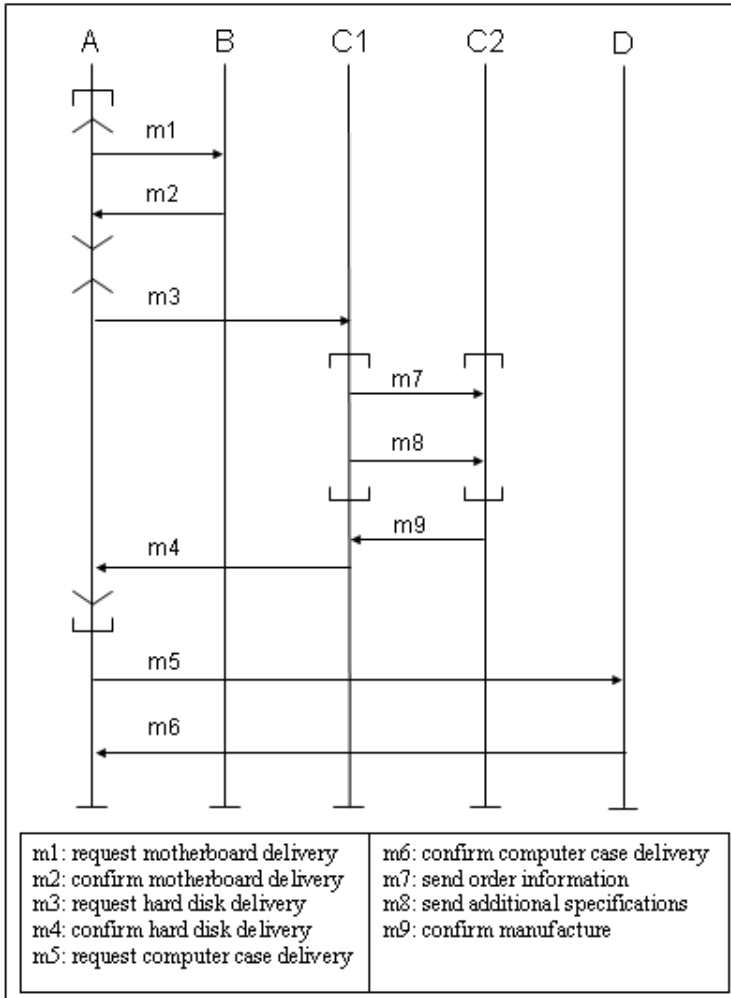 A B C1 C2 D
m1
m2
m3
m7
m8
m9
m4
m5
m6
m1: request motherboard delivery
m2: confirm motherboard delivery
m3: request hard disk delivery
m4: confirm hard disk delivery
m5: request computer case delivery
m6: confirm computer case delivery
m7: send order information
m8: send additional specifications
m9: confirm manufacture